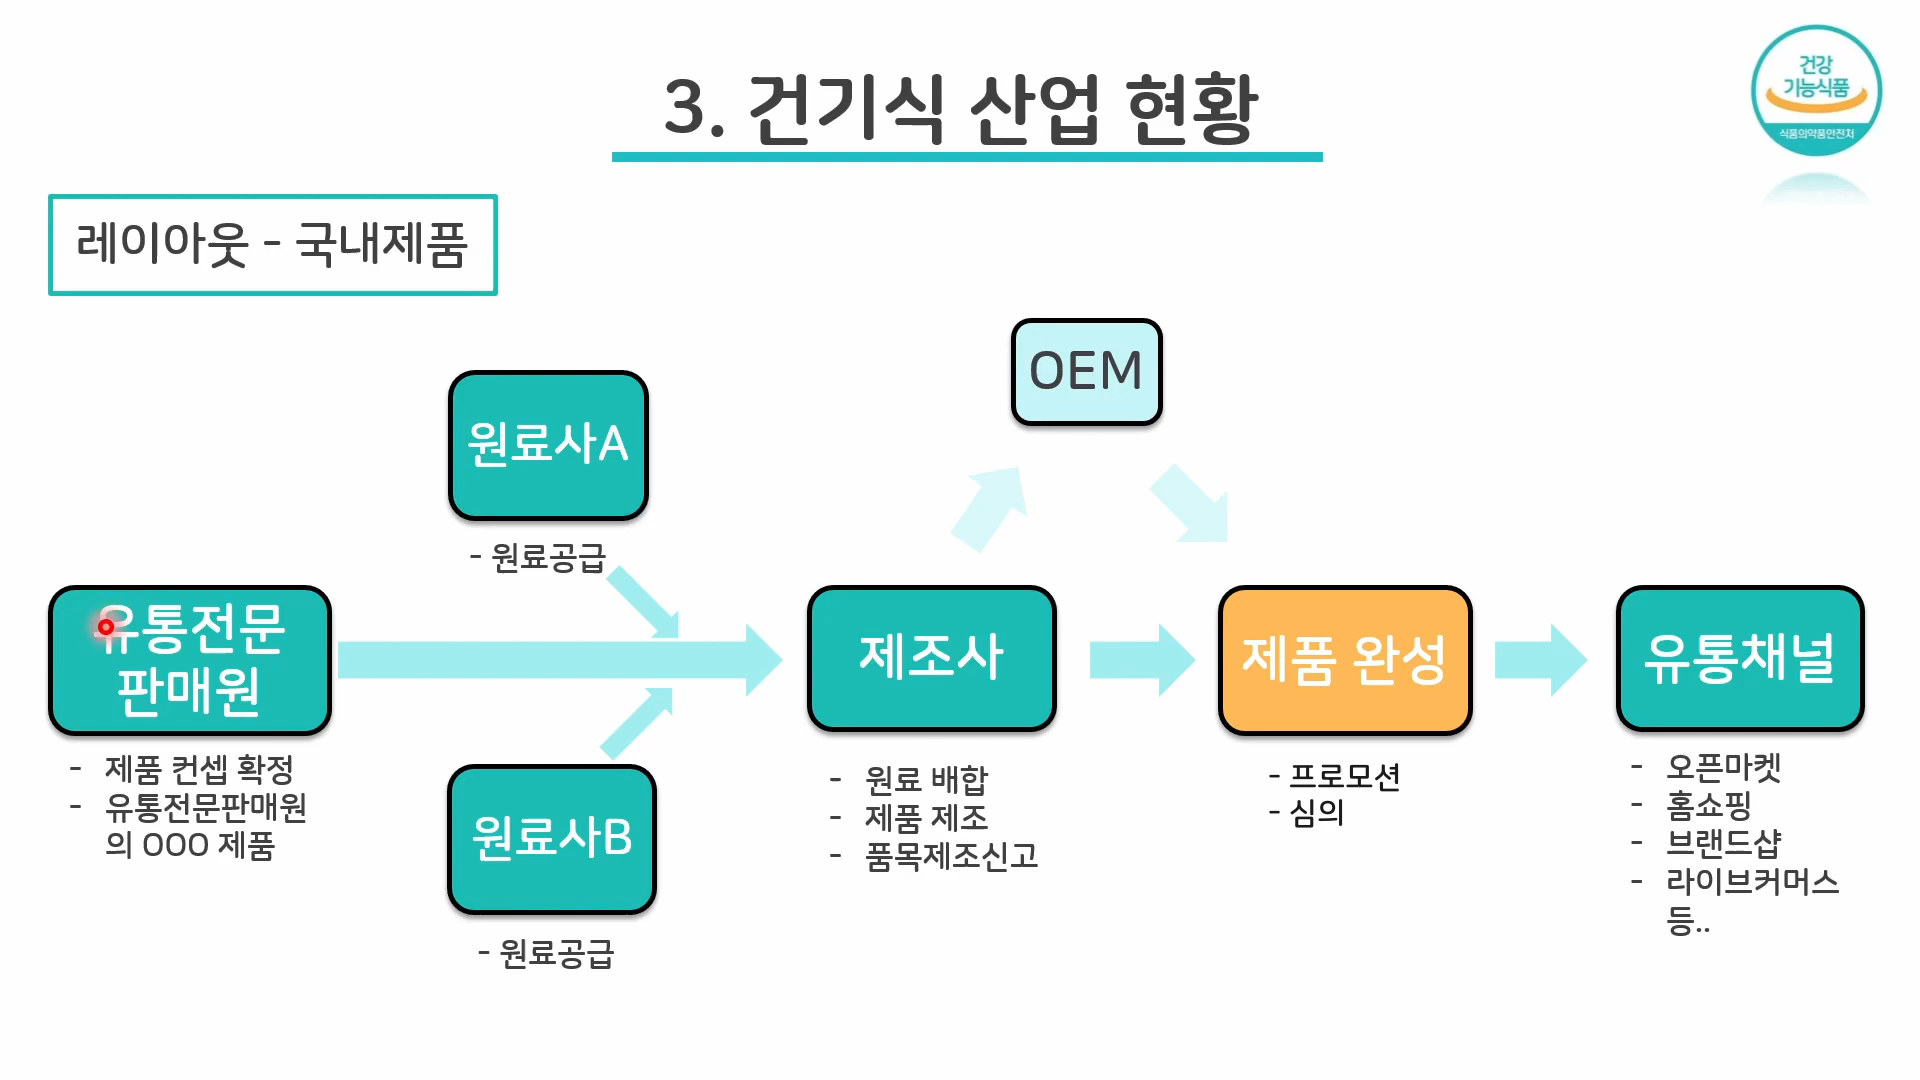 3. 건기식 산업 현황
건강
기능식품
식품의약품안전처
레이아웃 - 국내제품
OEM
원료사A
- 원료공급
유통전문
판매원
- 제품 컨셉 확정
- 유통전문판매원
의 OOO 제품
원료사B
- 원료공급
제조사
- 원료 배합
- 제품 제조
- 품목제조신고
제품 완성
- 프로모션
- 심의
유통채널
- 오픈마켓
- 홈쇼핑
- 브랜드샵
- 라이브커머스
등..